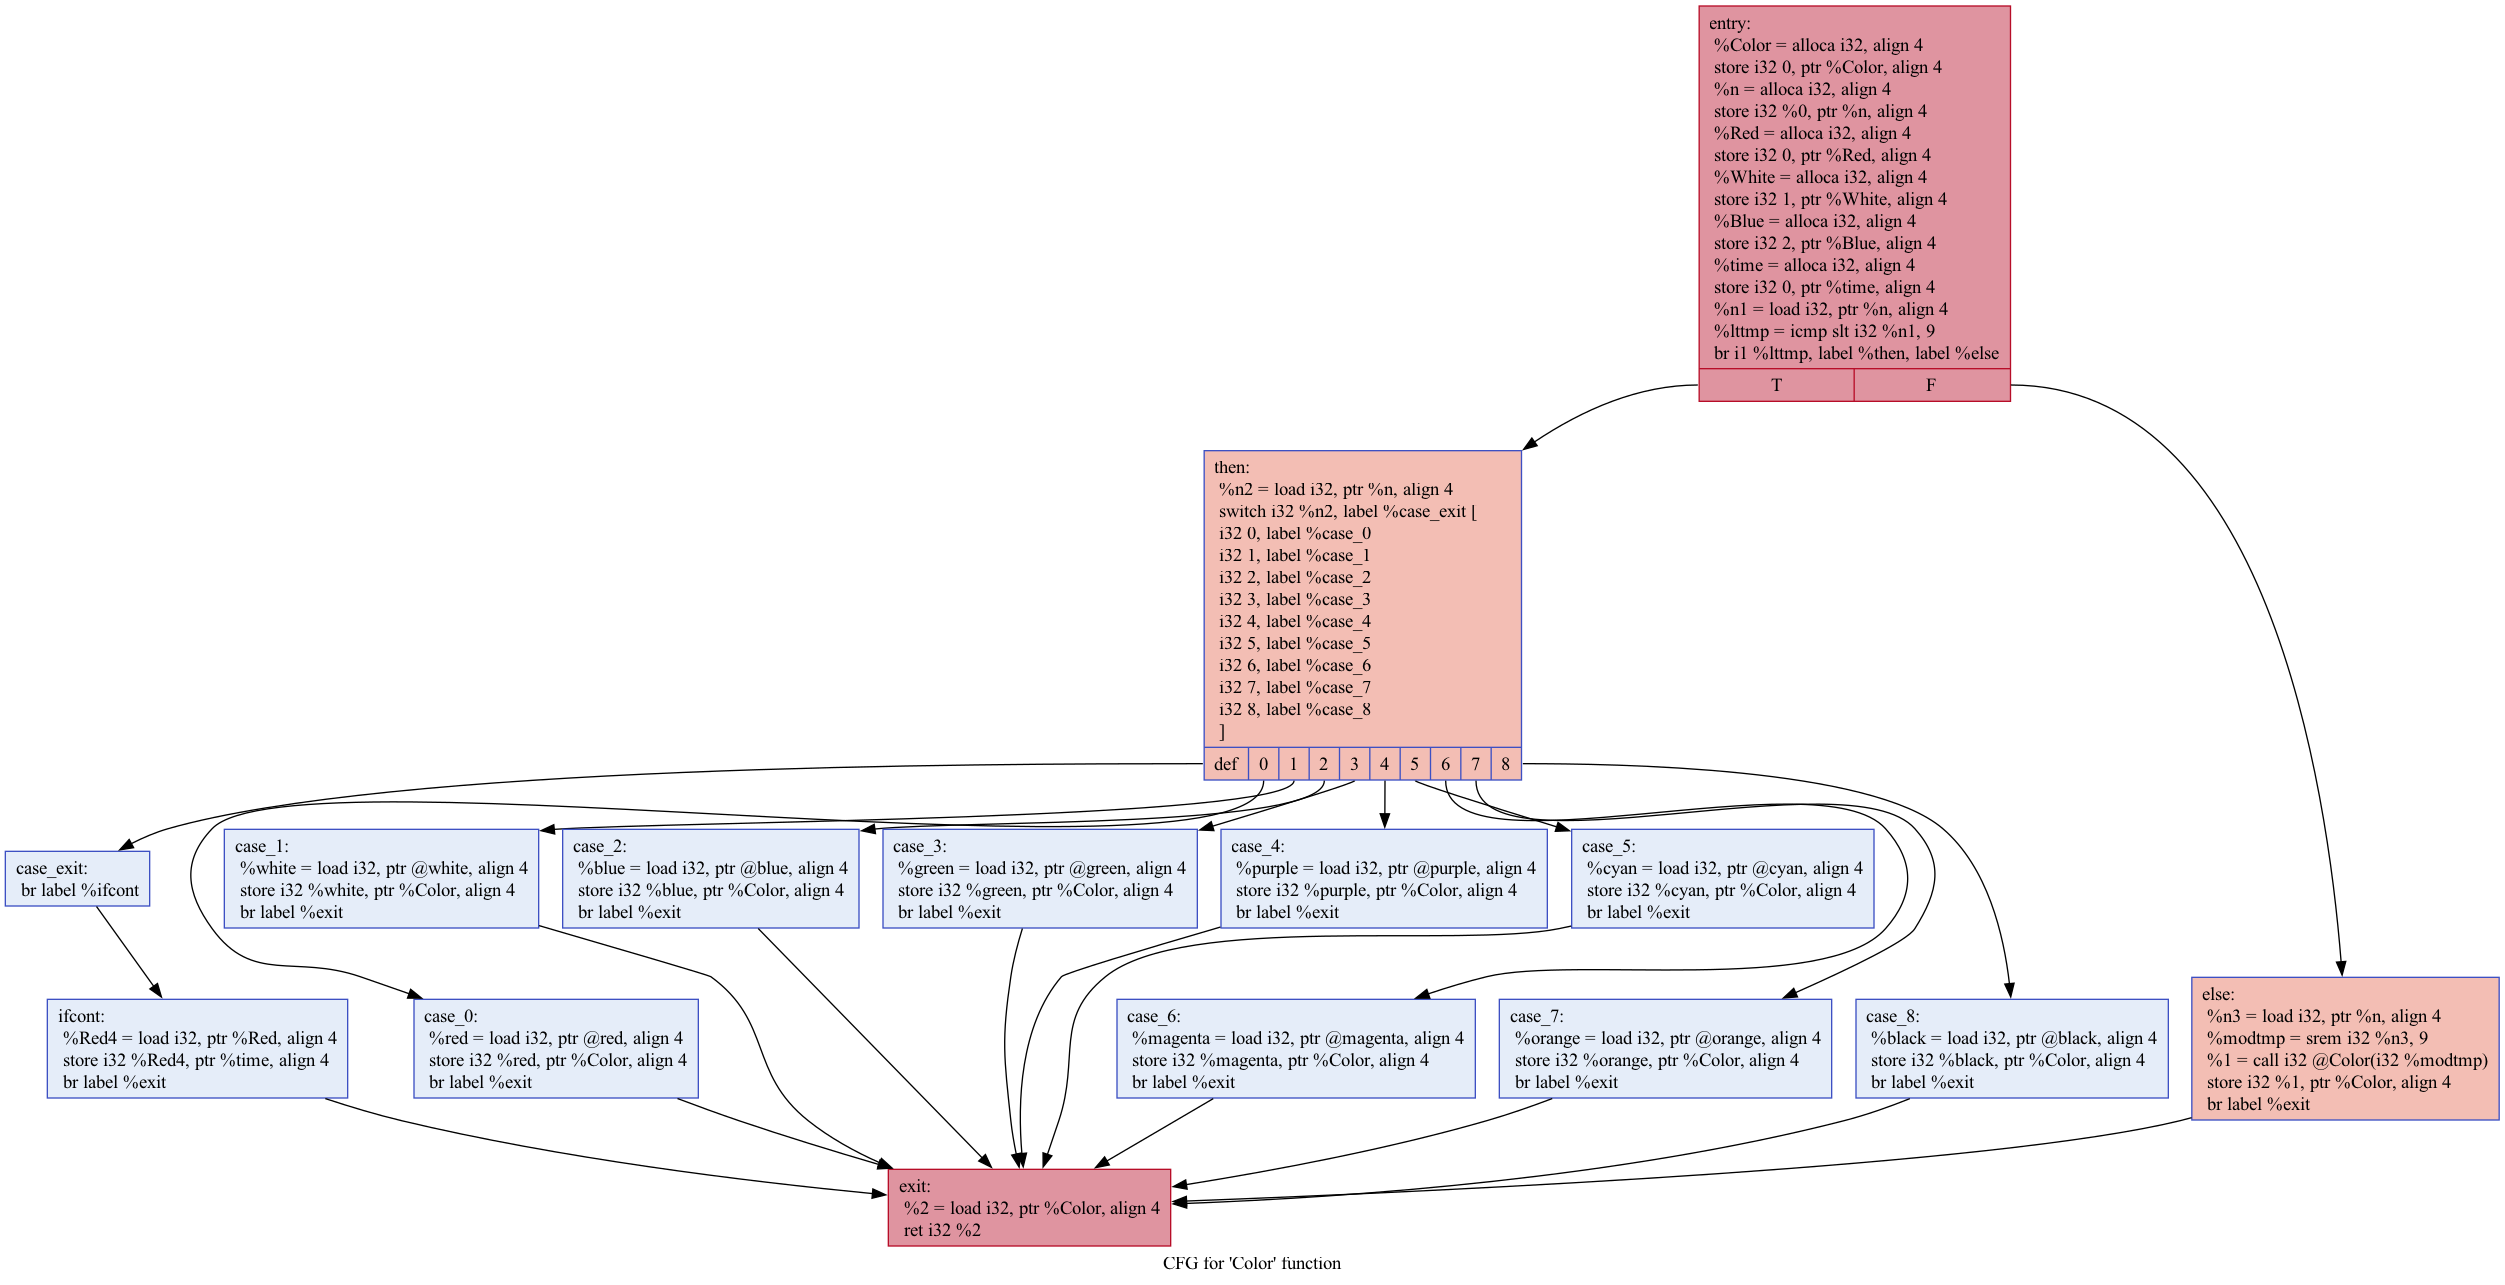 entry:
%Color = alloca i32, align 4
store i32 0, ptr %Color, align 4
%n = alloca i32, align 4
store i32 %0, ptr %n, align 4
%Red = alloca i32, align 4
store i32 0, ptr %Red, align 4
%White = alloca i32, align 4
store i32 1, ptr %White, align 4
%Blue = alloca i32, align 4
store i32 2, ptr %Blue, align 4
%time = alloca i32, align 4
store i32 0, ptr %time, align 4
%n1 = load i32, ptr %n, align 4
%lttmp = icmp slt i32 %n1, 9
br i1 %lttmp, label %then, label %else
T
F
then:
%n2 = load i32, ptr %n, align 4
switch i32 %n2, label %case_exit [
i32 0, label %case_0
i32 1, label %case_1
i32 2, label %case_2
i32 3, label %case_3
i32 4, label %case_4
i32 5, label %case_5
i32 6, label %case_6
i32 7, label %case_7
i32 8, label %case_8
]
def
0
1
2
3
4
5
6
7
8
case_exit:
br label %ifcont
case_1:
%white = load i32, ptr @white, align 4
store i32 %white, ptr %Color, align 4
br label %exit
case_2:
%blue = load i32, ptr @blue, align 4
store i32 %blue, ptr %Color, align 4
br label %exit
case_3:
%green = load i32, ptr @green, align 4
store i32 %green, ptr %Color, align 4
br label %exit
case_4:
%purple = load i32, ptr @purple, align 4
store i32 %purple, ptr %Color, align 4
br label %exit
case_5:
%cyan = load i32, ptr @cyan, align 4
store i32 %cyan, ptr %Color, align 4
br label %exit
ifcont:
%Red4 = load i32, ptr %Red, align 4
store i32 %Red4, ptr %time, align 4
br label %exit
case_0:
%red = load i32, ptr @red, align 4
store i32 %red, ptr %Color, align 4
br label %exit
case_6:
%magenta = load i32, ptr @magenta, align 4
store i32 %magenta, ptr %Color, align 4
br label %exit
case_7:
%orange = load i32, ptr @orange, align 4
store i32 %orange, ptr %Color, align 4
br label %exit
case_8:
%black = load i32, ptr @black, align 4
store i32 %black, ptr %Color, align 4
br label %exit
else:
%n3 = load i32, ptr %n, align 4
%modtmp = srem i32 %n3, 9
%1 = call i32 @Color(i32 %modtmp)
store i32 %1, ptr %Color, align 4
br label %exit
exit:
%2 = load i32, ptr %Color, align 4
ret i32 %2
CFG for 'Color' function